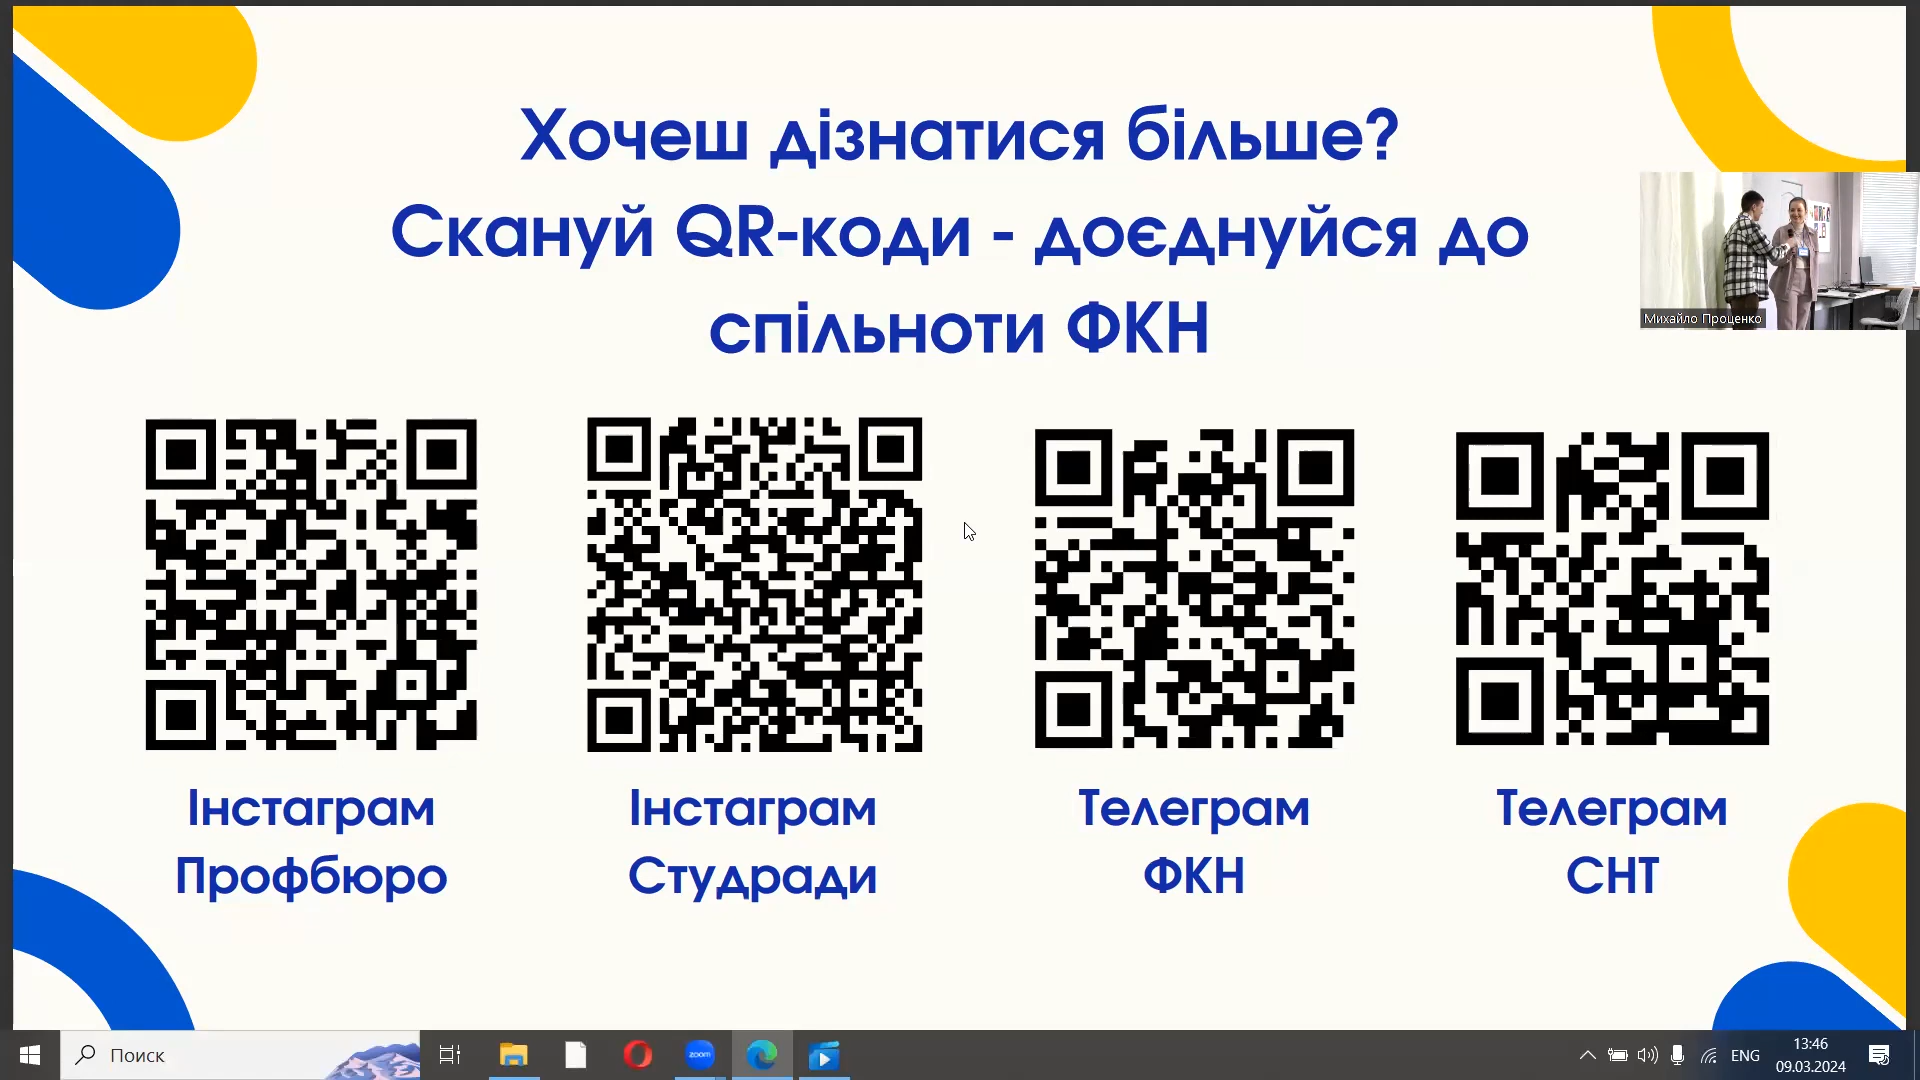 Хочеш дізнатися більше?
Скануй QR-коди - доєднуйся до
спільноти ФКН
Михайло Проценко
Інстаграм
Профбюро
Інстаграм
Студради
Телеграм
ФКН
Телеграм
СНТ
Поиск
zoom
ENG
13:46
09.03.2024